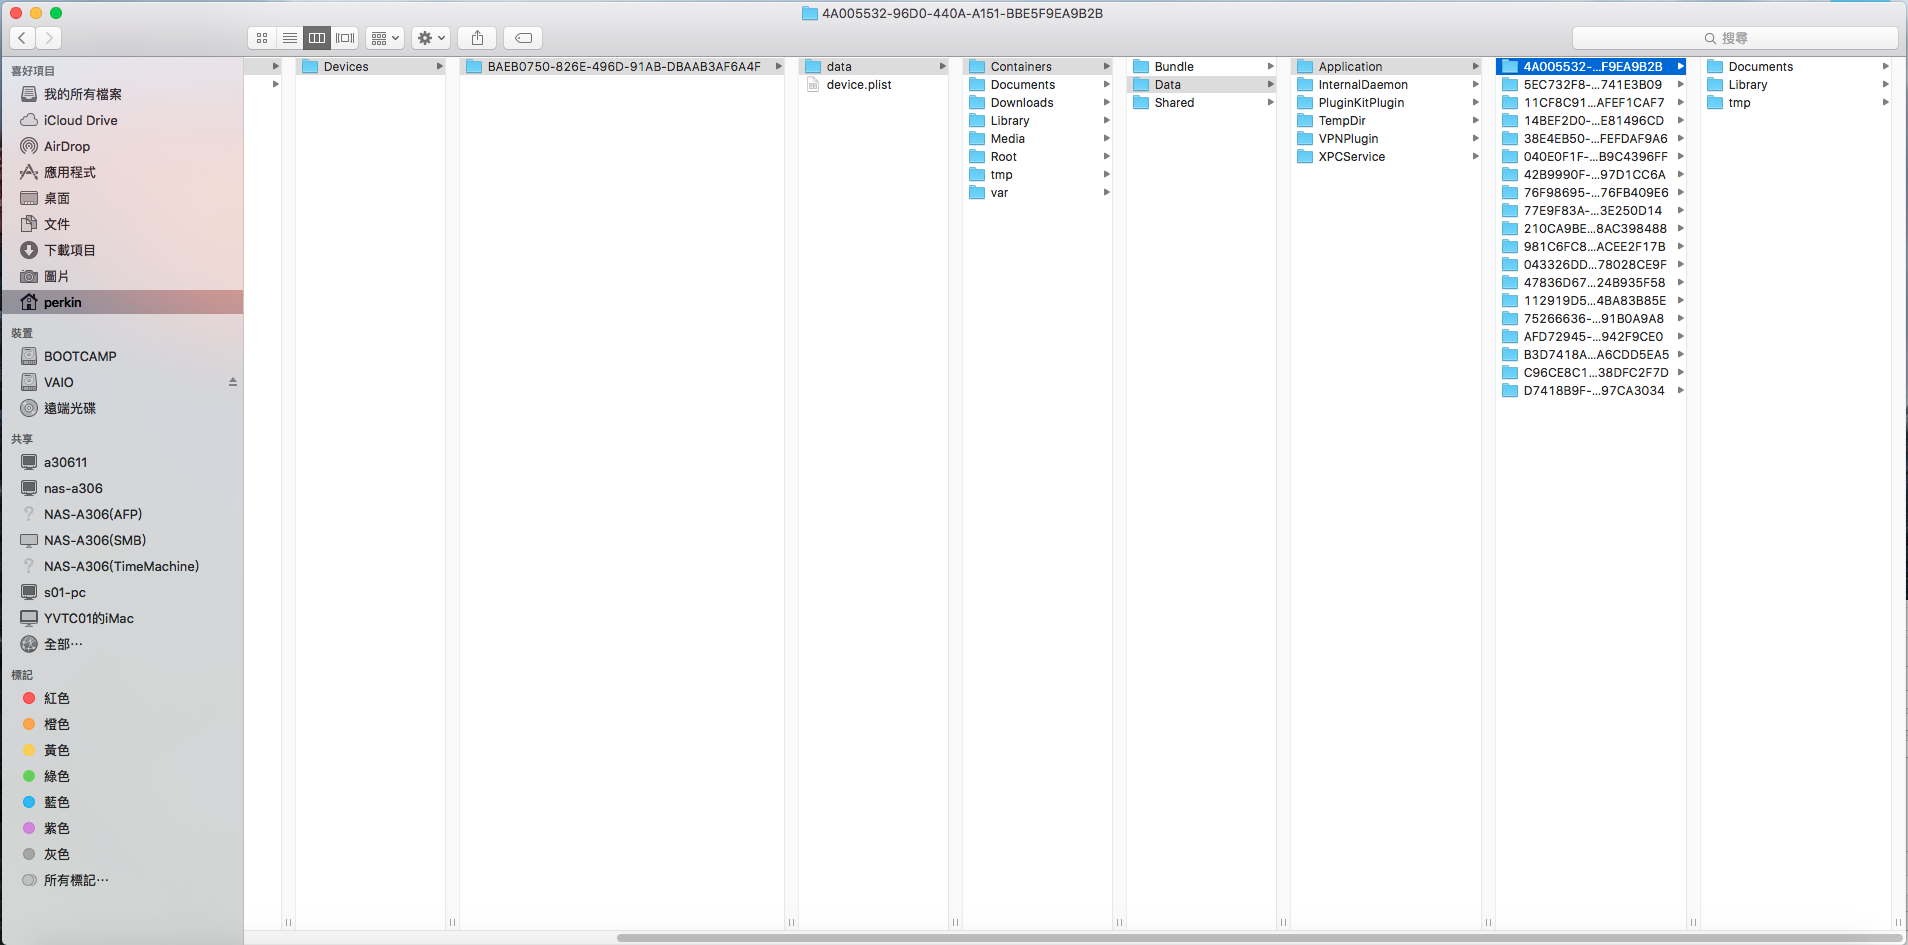 4A005532-96D0-440A-A151-BBE5F9EA9B2B
搜尋
喜好項目
我的所有檔案
iCloud Drive
AirDrop
應用程式
桌面
文件
下載項目
圖片
perkin
裝置
BOOTCAMP
VAIO
遠端光碟
共享
a30611
nas-a306
NAS-A306(AFP)
NAS-A306(SMB)
NAS-A306(TimeMachine)
s01-pc
YVTC01的iMac
全部…
標記
紅色
橙色
黃色
綠色
藍色
紫色
灰色
所有標記…
Devices
BAEB0750-826E-496D-91AB-DBAAB3AF6A4F
data
device.plist
Containers
Documents
Downloads
Library
Media
Root
tmp
var
Bundle
Data
Shared
Application
InternalDaemon
PluginKitPlugin
TempDir
VPNPlugin
XPCService
4A005532-...F9EA9B2B
5EC732F8-...741E3B09
11CF8C91...AFEF1CAF7
14BEF2D0-...E81496CD
38E4EB50-...FEFDAF9A6
040E0F1F-...B9C4396FF
42B9990F-...97D1CC6A
76F98695-...76FB409E6
77E9F83A-...3E250D14
210CA9BE...8AC398488
981C6FC8...ACEE2F17B
043326DD...78028CE9F
47836D67...24B935F58
112919D5...4BA83B85E
75266636-...91B0A9A8
AFD72945-...942F9CE0
B3D7418A...A6CDD5EA5
C96CE8C1...38DFC2F7D
D7418B9F-...97CA3034
Documents
Library
tmp